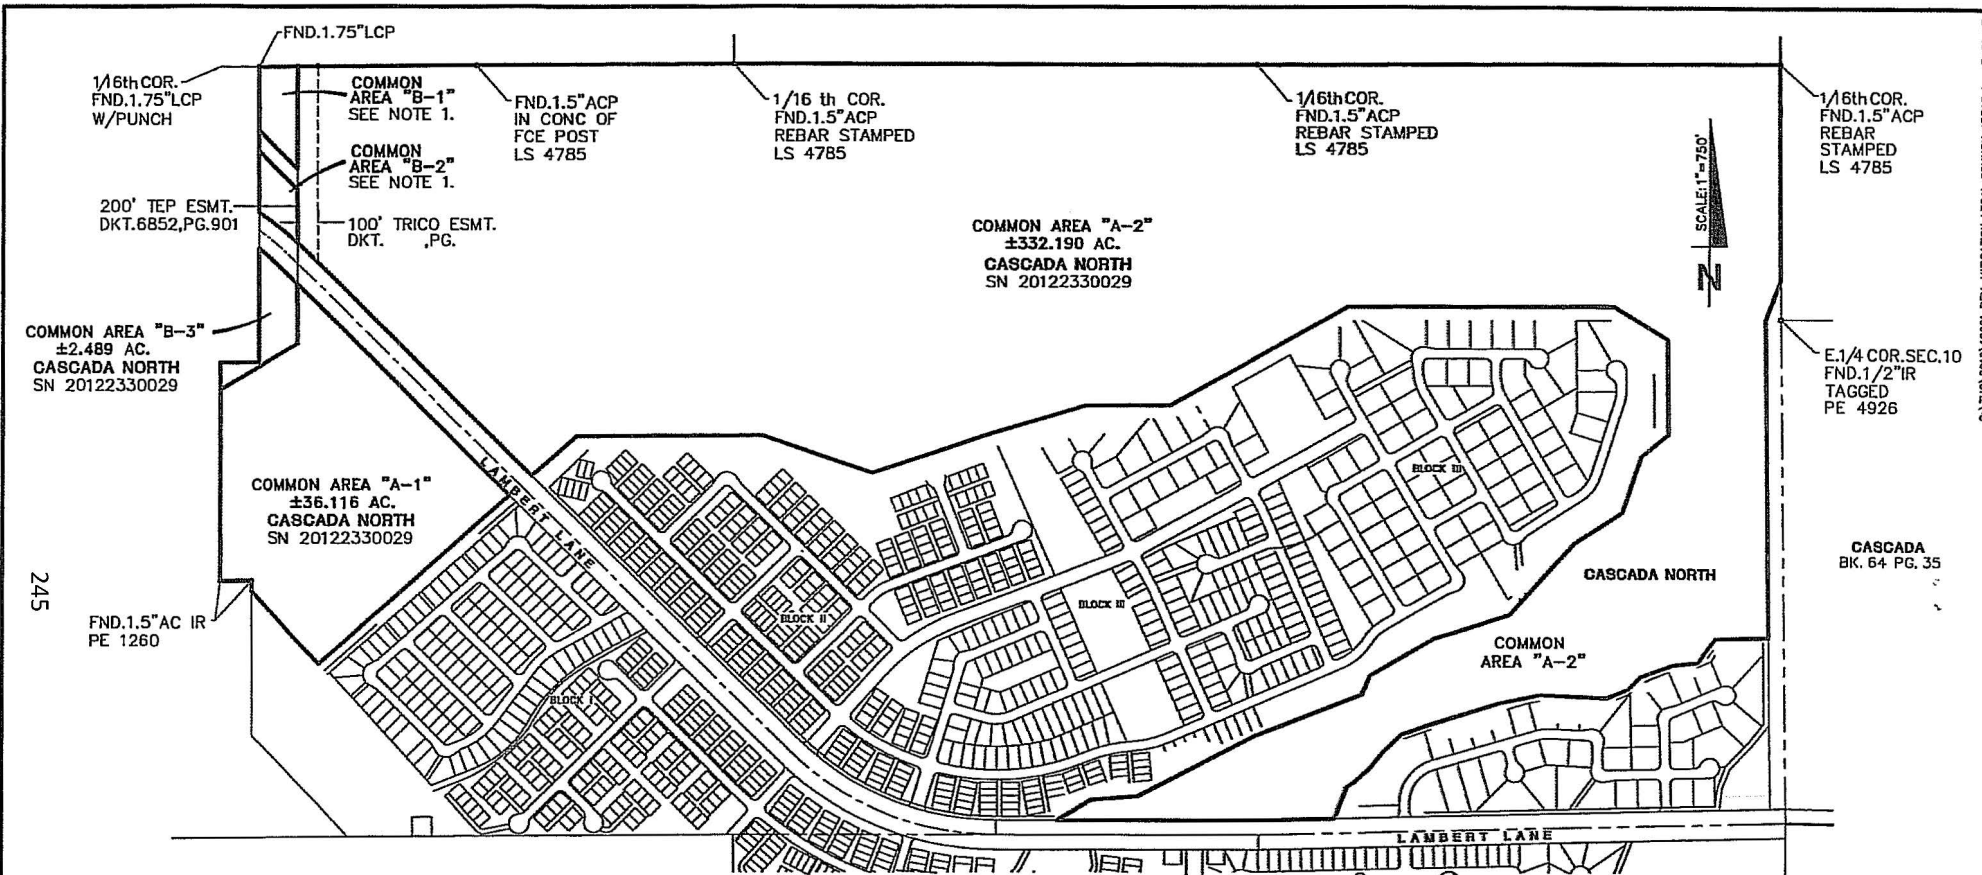 FND.1.75"LCP
1/16th COR.
FND.1.75"LCP
W/PUNCH
COMMON
AREA "B-1"
SEE NOTE 1.
COMMON
AREA "B-2"
SEE NOTE 1.
200' TEP ESMT.
DKT.6852,PG.901
100' TRICO ESMT.
DKT. ,PG.
FND.1.5"ACP
IN CONC OF
FCE POST
LS 4785
1/16 th COR.
FND.1.5"ACP
REBAR STAMPED
LS 4785
1/16th COR.
FND.1.5"ACP
REBAR STAMPED
LS 4785
1/16th COR.
FND.1.5"ACP
REBAR
STAMPED
LS 4785
SCALE:1"=750'
N
COMMON AREA "A-2"
±332.190 AC.
CASCADA NORTH
SN 20122330029
COMMON AREA "B-3"
±2.489 AC.
CASCADA NORTH
SN 20122330029
E.1/4 COR.SEC.10
FND.1/2"IR
TAGGED
PE 4926
COMMON AREA "A-1"
±36.116 AC.
CASCADA NORTH
SN 20122330029
LAMBERT LANE
BLOCK III
CASCADA
BK. 64 PG. 35
CASCADA NORTH
245
FND.1.5"AC IR
PE 1260
BLOCK II
BLOCK III
COMMON
AREA "A-2"
BLOCK I
LAMBERT LANE